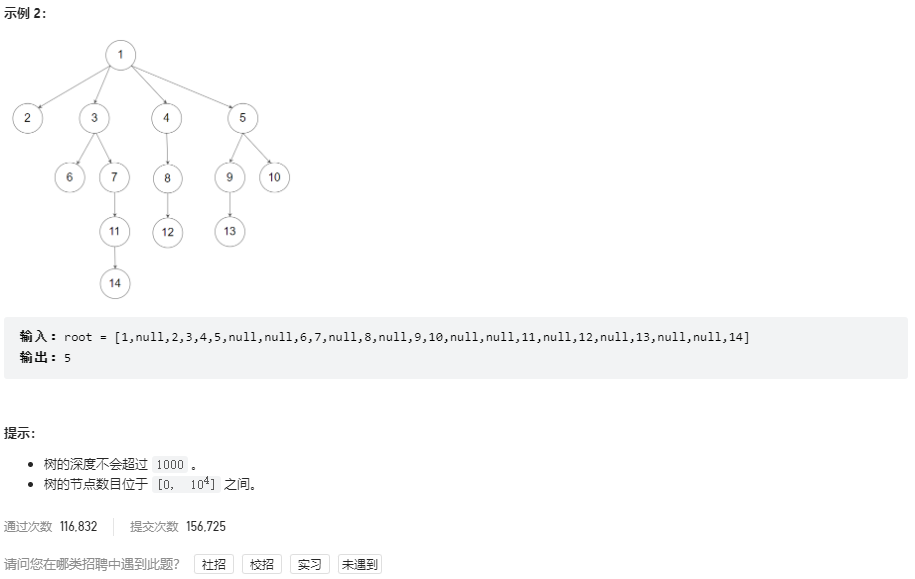 示例 2：
1
2 3 4 5
6 7 8 9 10
11 12 13
14
输入：root = [1,null,2,3,4,5,null,null,6,7,null,8,null,9,10,null,null,11,null,12,null,13,null,null,14]
输出：5
提示：
• 树的深度不会超过 1000 。
• 树的节点数目位于 [0, 10⁴] 之间。
通过次数 116,832 提交次数 156,725
请问您在哪类招聘中遇到此题？ 社招 校招 实习 未遇到